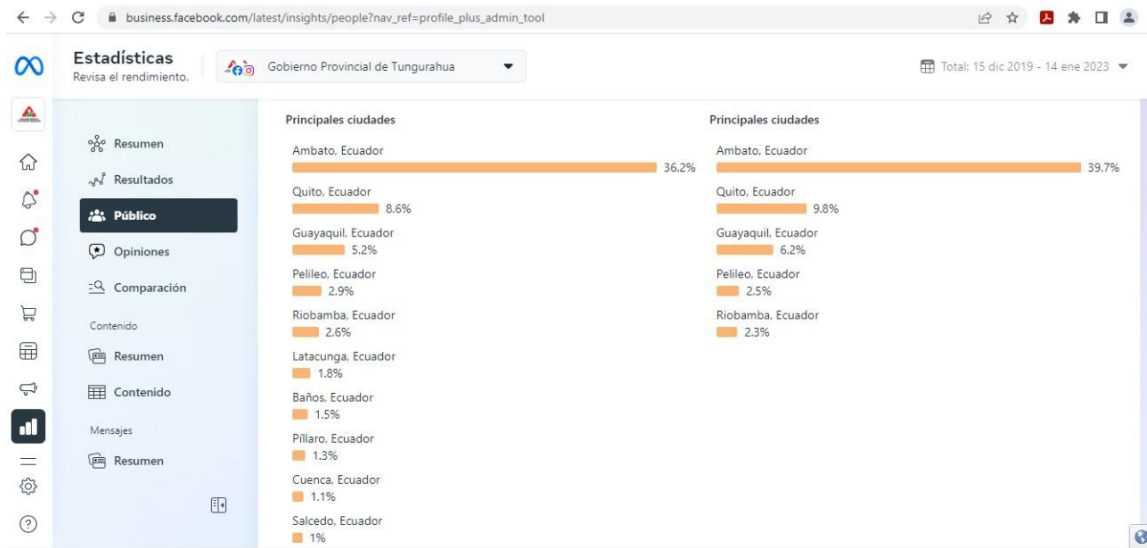 business.facebook.com/latest/insights/people?nav_ref=profile_plus_admin_tool
Estadísticas
Revisa el rendimiento.
Gobierno Provincial de Tungurahua
Total: 15 dic 2019 - 14 ene 2023
Resumen
Resultados
Público
Opiniones
Comparación
Contenido
Resumen
Contenido
Mensajes
Resumen
Principales ciudades
Ambato, Ecuador
36.2%
Quito, Ecuador
8.6%
Guayaquil, Ecuador
5.2%
Pelileo, Ecuador
2.9%
Riobamba, Ecuador
2.6%
Latacunga, Ecuador
1.8%
Baños, Ecuador
1.5%
Píllaro, Ecuador
1.3%
Cuenca, Ecuador
1.1%
Salcedo, Ecuador
1%
Principales ciudades
Ambato, Ecuador
39.7%
Quito, Ecuador
9.8%
Guayaquil, Ecuador
6.2%
Pelileo, Ecuador
2.5%
Riobamba, Ecuador
2.3%